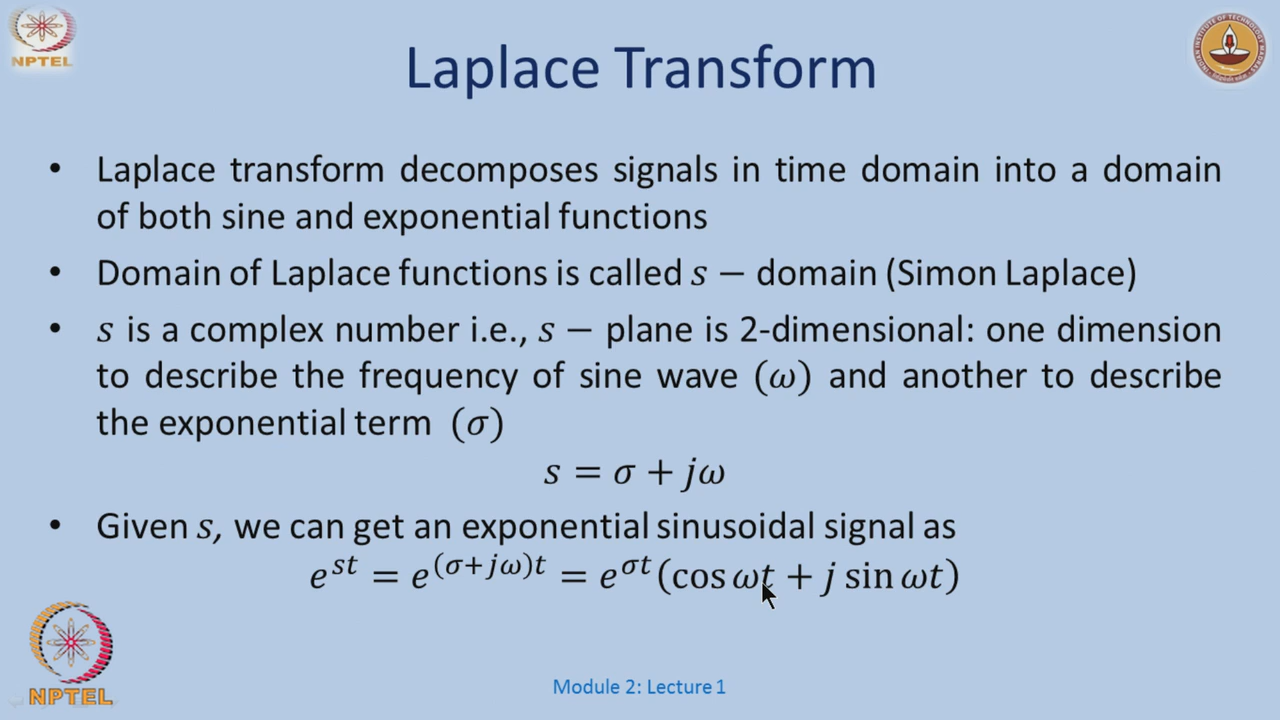 NPTEL
Laplace Transform
• Laplace transform decomposes signals in time domain into a domain
of both sine and exponential functions
• Domain of Laplace functions is called s − domain (Simon Laplace)
• s is a complex number i.e., s − plane is 2-dimensional: one dimension
to describe the frequency of sine wave (ω) and another to describe
the exponential term (σ)
s = σ + jω
• Given s, we can get an exponential sinusoidal signal as
e^{st} = e^{(σ+jω)t} = e^{σt}(cos ωt + j sin ωt)
NPTEL
Module 2: Lecture 1